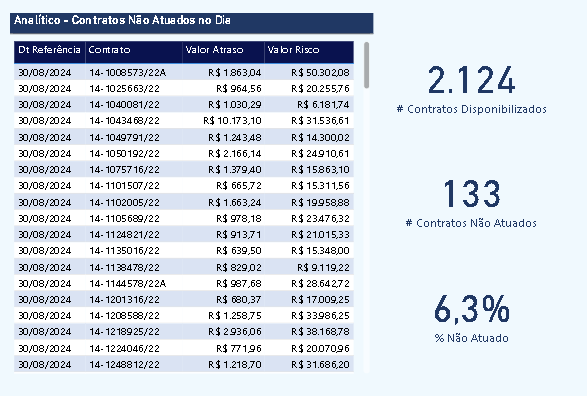 Analítico - Contratos Não Atuados no Dia
Dt Referência Contrato Valor Atraso Valor Risco
30/08/2024 14-1008573/22A R$ 1.863,04 R$ 50.302,08
30/08/2024 14-1025663/22 R$ 964,56 R$ 20.255,76
30/08/2024 14-1040081/22 R$ 1.030,29 R$ 6.181,74
30/08/2024 14-1043468/22 R$ 10.173,10 R$ 31.536,61
30/08/2024 14-1049791/22 R$ 1.243,48 R$ 14.300,02
30/08/2024 14-1050192/22 R$ 2.166,14 R$ 24.910,61
30/08/2024 14-1075716/22 R$ 1.379,40 R$ 15.863,10
30/08/2024 14-1101507/22 R$ 665,72 R$ 15.311,56
30/08/2024 14-1102005/22 R$ 1.663,24 R$ 19.958,88
30/08/2024 14-1105689/22 R$ 978,18 R$ 23.476,32
30/08/2024 14-1124821/22 R$ 913,71 R$ 21.015,33
30/08/2024 14-1135016/22 R$ 639,50 R$ 15.348,00
30/08/2024 14-1138478/22 R$ 829,02 R$ 9.119,22
30/08/2024 14-1144578/22A R$ 987,68 R$ 28.642,72
30/08/2024 14-1201316/22 R$ 680,37 R$ 17.009,25
30/08/2024 14-1208588/22 R$ 1.258,75 R$ 33.986,25
30/08/2024 14-1218925/22 R$ 2.936,06 R$ 38.168,78
30/08/2024 14-1224046/22 R$ 771,96 R$ 20.070,96
30/08/2024 14-1248812/22 R$ 1.218,70 R$ 31.686,20
2.124
# Contratos Disponibilizados
133
# Contratos Não Atuados
6,3%
% Não Atuado